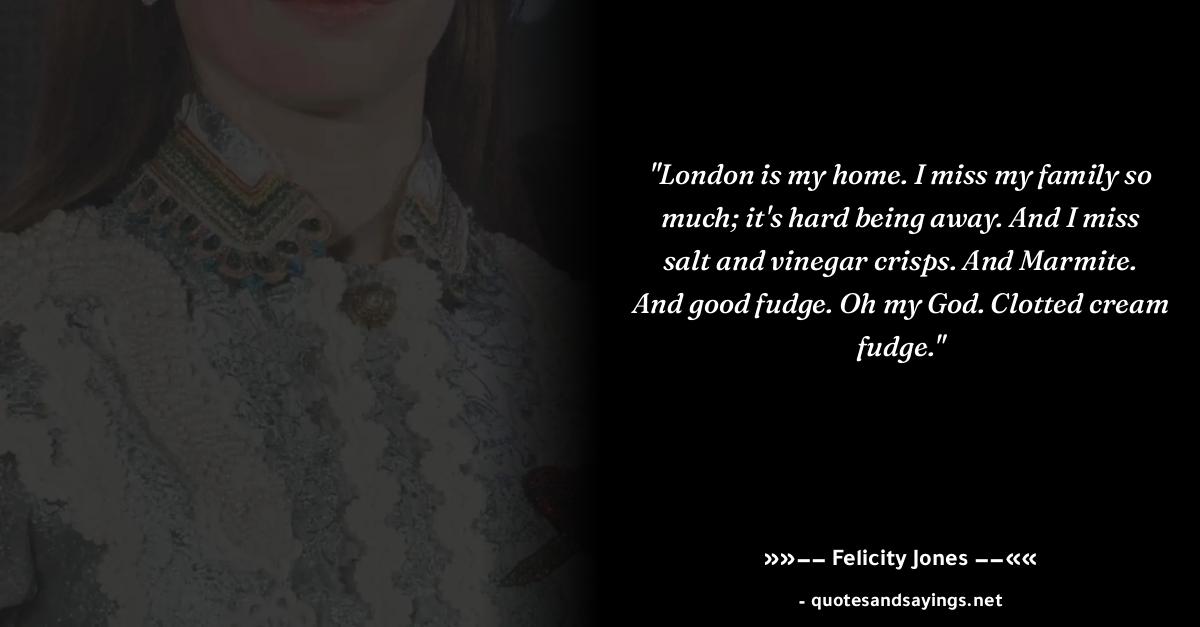 "London is my home. I miss my family so
much; it's hard being away. And I miss
salt and vinegar crisps. And Marmite.
And good fudge. Oh my God. Clotted cream
fudge."
»»−− Felicity Jones −−««
- quotesandsayings.net